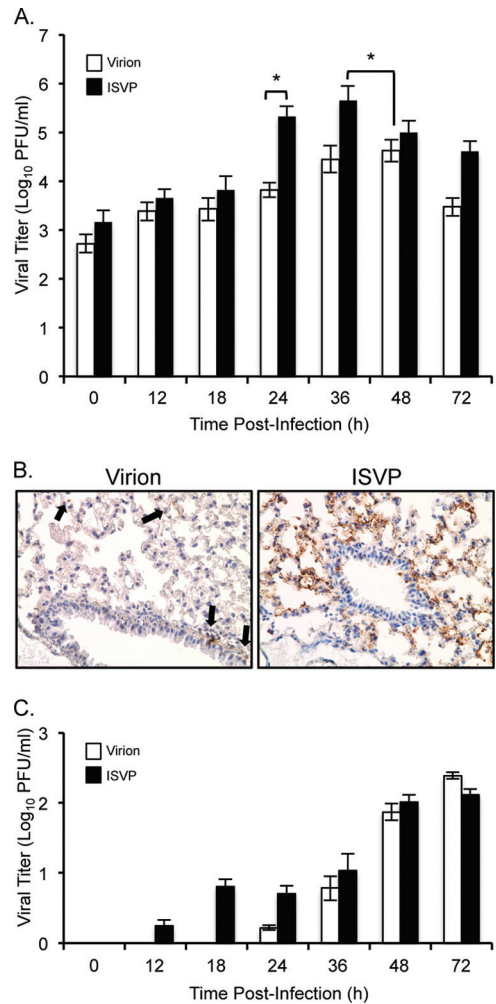 A.
7
6
5
4
3
2
1
0
Viral Titer (Log10 PFU/ml)
Virion
ISVP
*
*
0 12 18 24 36 48 72
Time Post-Infection (h)
B.
Virion ISVP
C.
3
2
1
0
Viral Titer (Log10 PFU/ml)
Virion
ISVP
0 12 18 24 36 48 72
Time Post-Infection (h)